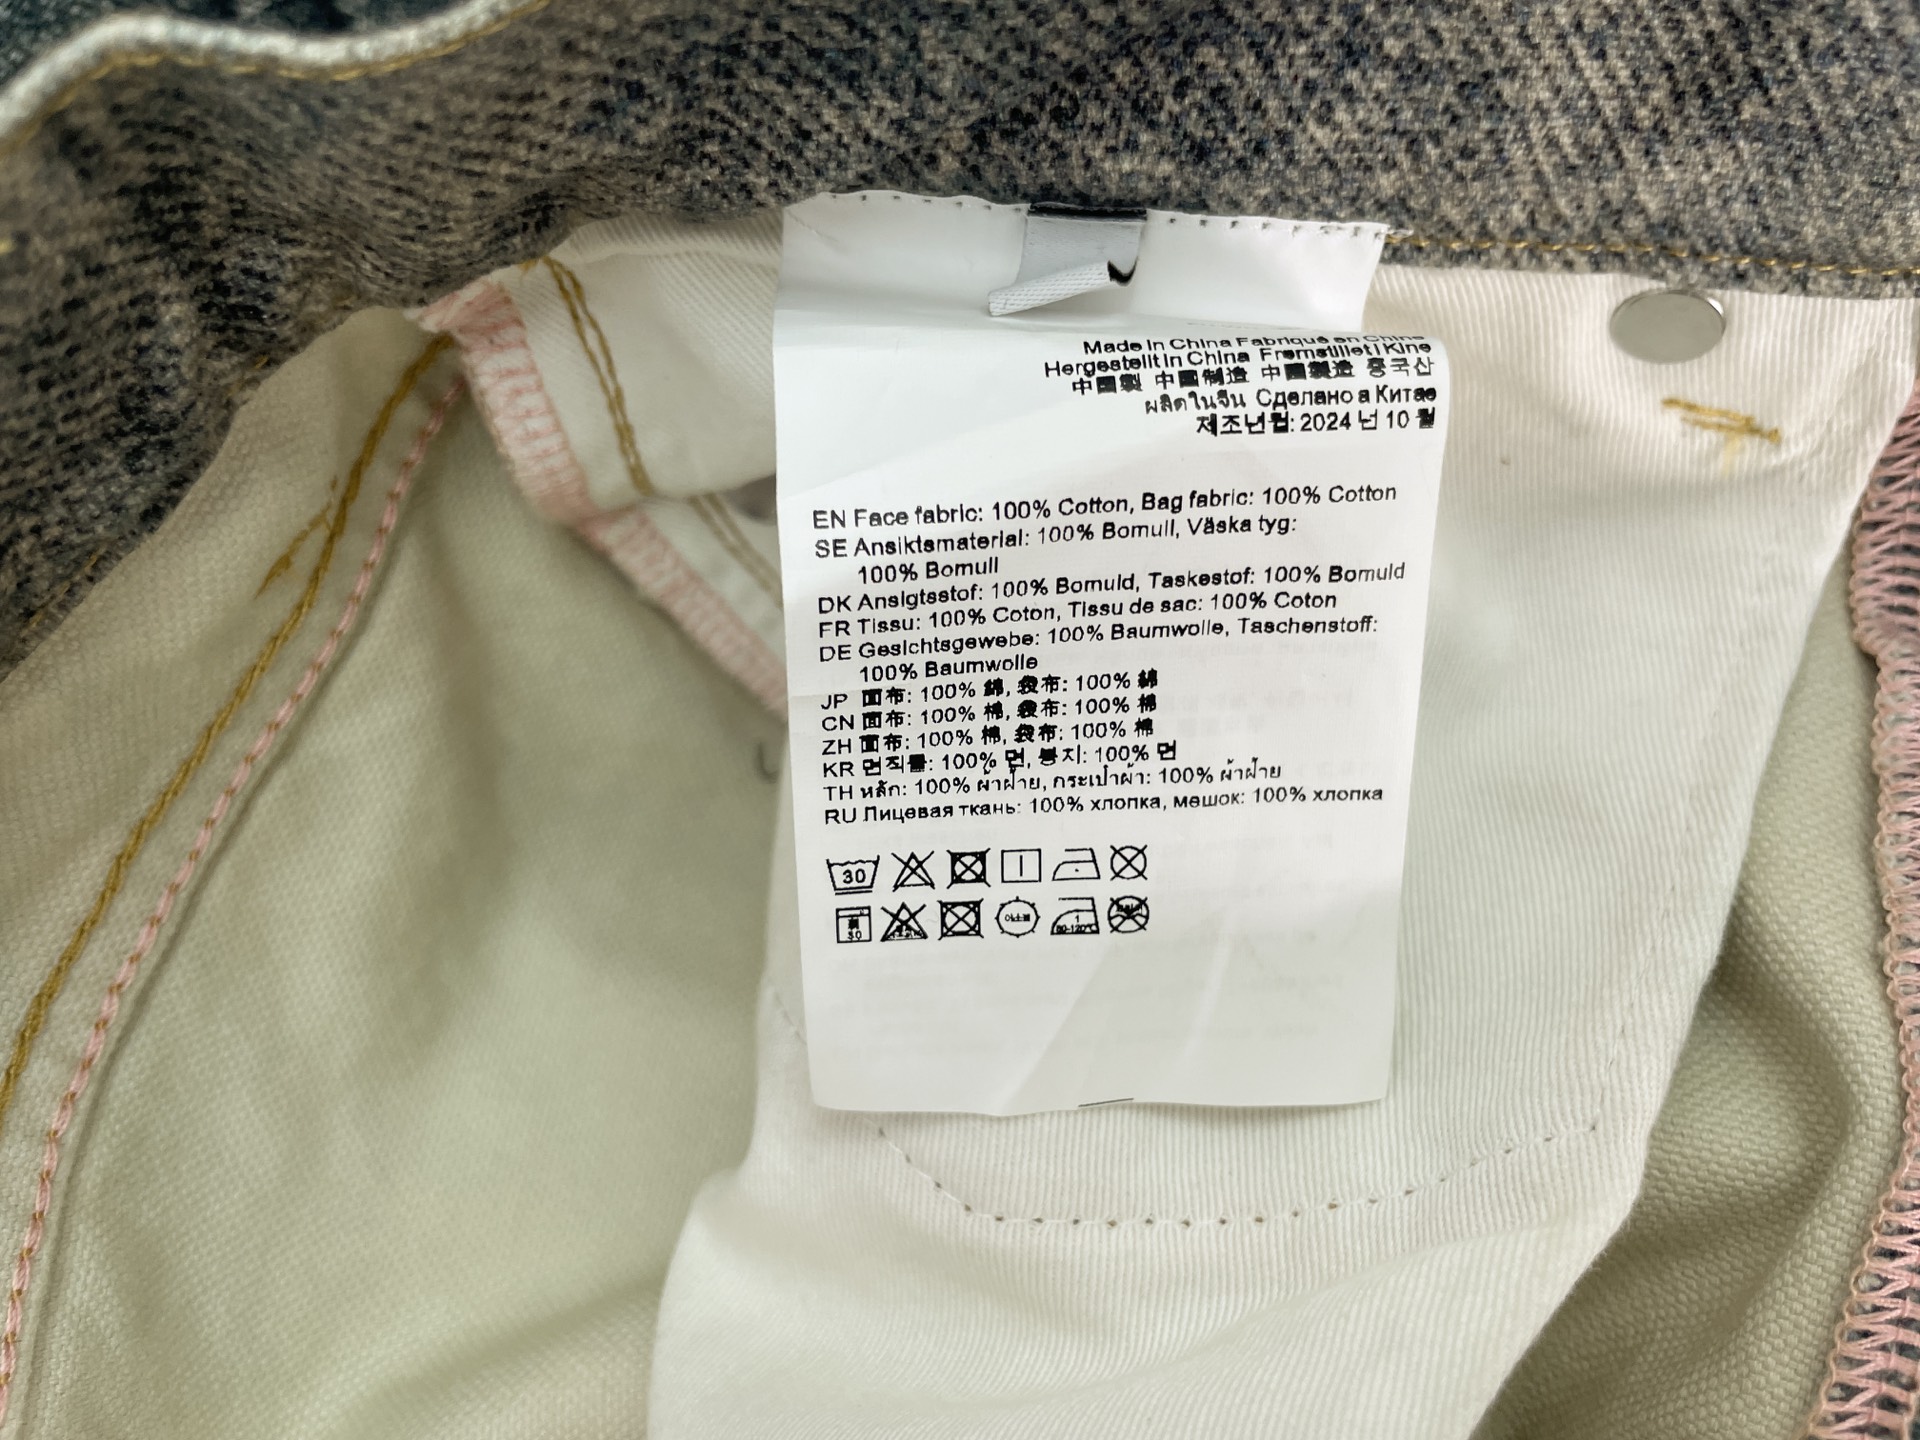 Made In China Fabriqué en Chine
Hergestellt in China Fremstillet i Kina
中國製 中國制造 中國製造 중국산
ผลิตในจีน Сделано в Китае
제조년월: 2024 년 10 월
EN Face fabric: 100% Cotton, Bag fabric: 100% Cotton
SE Ansiktsmaterial: 100% Bomull, Väska tyg:
100% Bomull
DK Ansigtsstof: 100% Bomuld, Taskestof: 100% Bomuld
FR Tissu: 100% Coton, Tissu de sac: 100% Coton
DE Gesichtsgewebe: 100% Baumwolle, Taschenstoff:
100% Baumwolle
JP 面布: 100% 綿, 袋布: 100% 綿
CN 面布: 100% 棉, 袋布: 100% 棉
ZH 面布: 100% 棉, 袋布: 100% 棉
KR 면직물: 100% 면, 봉지: 100% 면
TH หลัก: 100% ผ้าฝ้าย, กระเป๋าผ้า: 100% ผ้าฝ้าย
RU Лицевая ткань: 100% хлопка, мешок: 100% хлопка
30
30 80-120℃